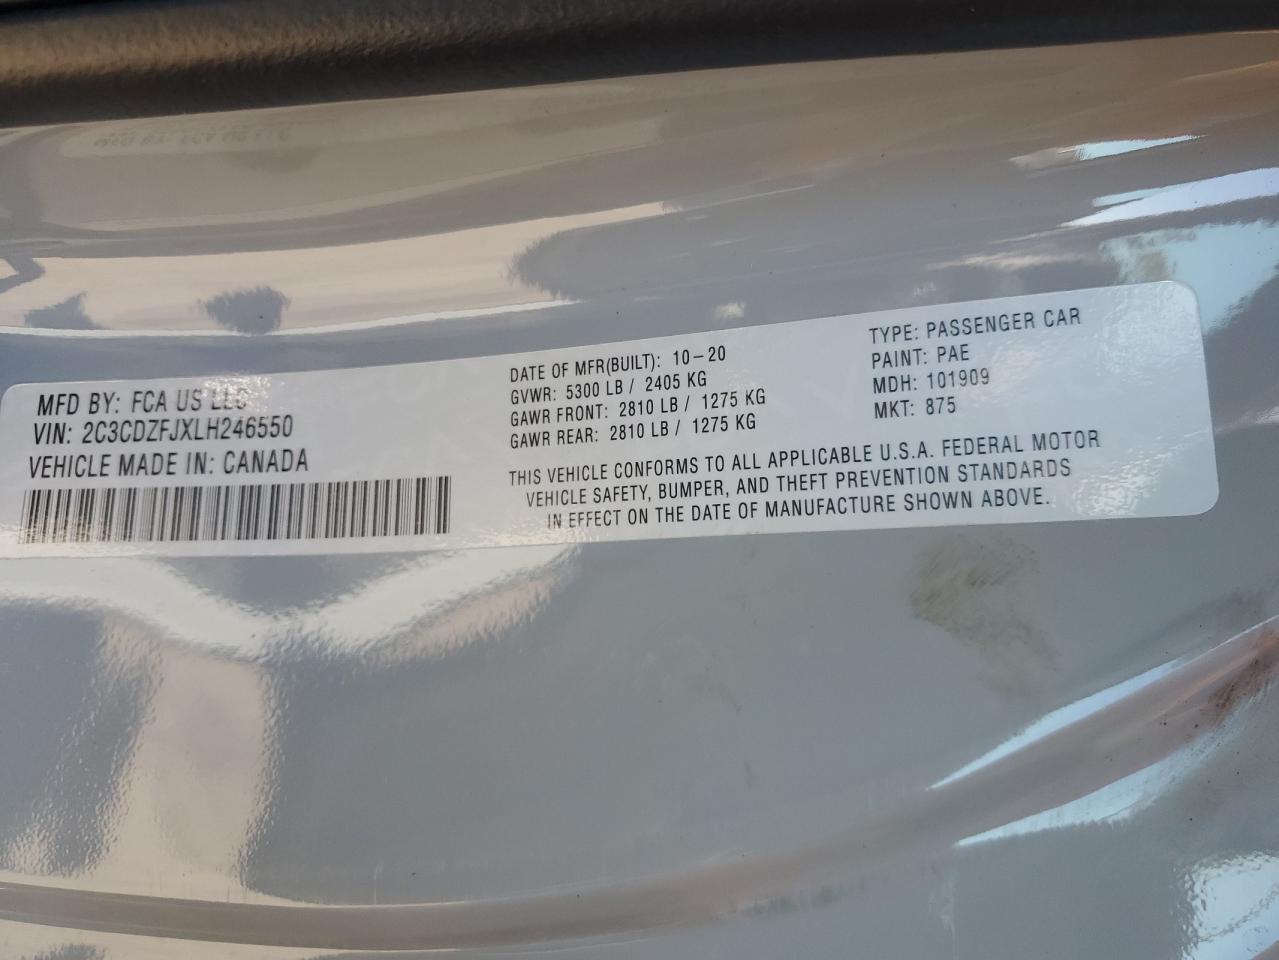 MFD BY: FCA US LLC
VIN: 2C3CDZFJXLH246550
VEHICLE MADE IN: CANADA
DATE OF MFR(BUILT): 10-20
GVWR: 5300 LB / 2405 KG
GAWR FRONT: 2810 LB / 1275 KG
GAWR REAR: 2810 LB / 1275 KG
TYPE: PASSENGER CAR
PAINT: PAE
MDH: 101909
MKT: 875
THIS VEHICLE CONFORMS TO ALL APPLICABLE U.S.A. FEDERAL MOTOR
VEHICLE SAFETY, BUMPER, AND THEFT PREVENTION STANDARDS
IN EFFECT ON THE DATE OF MANUFACTURE SHOWN ABOVE.